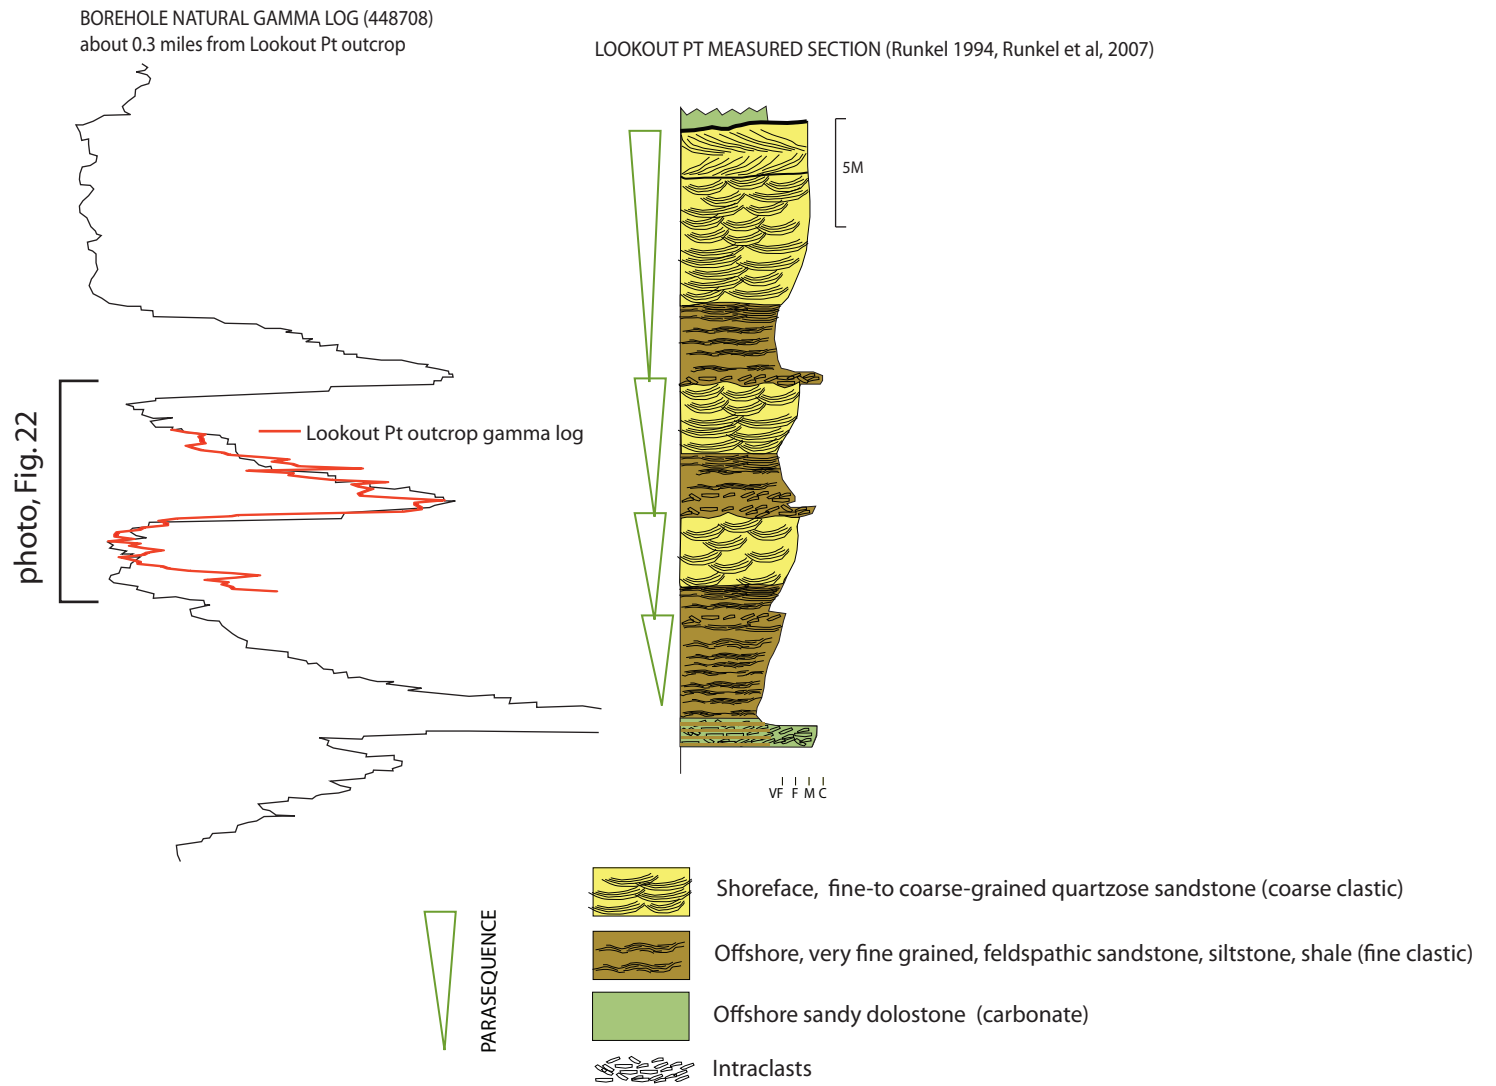 BOREHOLE NATURAL GAMMA LOG (448708)
about 0.3 miles from Lookout Pt outcrop
LOOKOUT PT MEASURED SECTION (Runkel 1994, Runkel et al, 2007)
5M
photo, Fig. 22
Lookout Pt outcrop gamma log
VF F M C
PARASEQUENCE
Shoreface, fine-to coarse-grained quartzose sandstone (coarse clastic)
Offshore, very fine grained, feldspathic sandstone, siltstone, shale (fine clastic)
Offshore sandy dolostone (carbonate)
Intraclasts